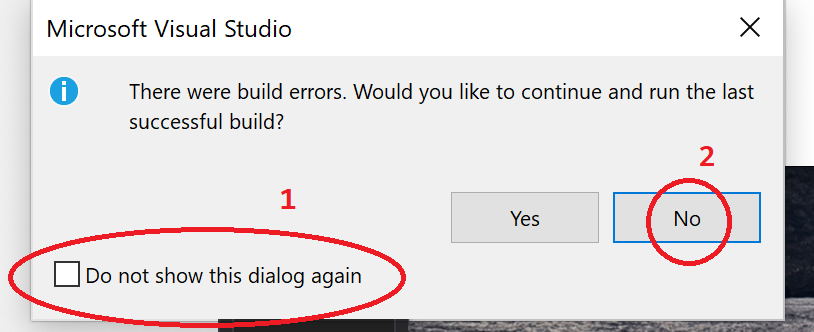 Microsoft Visual Studio
There were build errors. Would you like to continue and run the last
successful build?
2
1
Yes
No
Do not show this dialog again